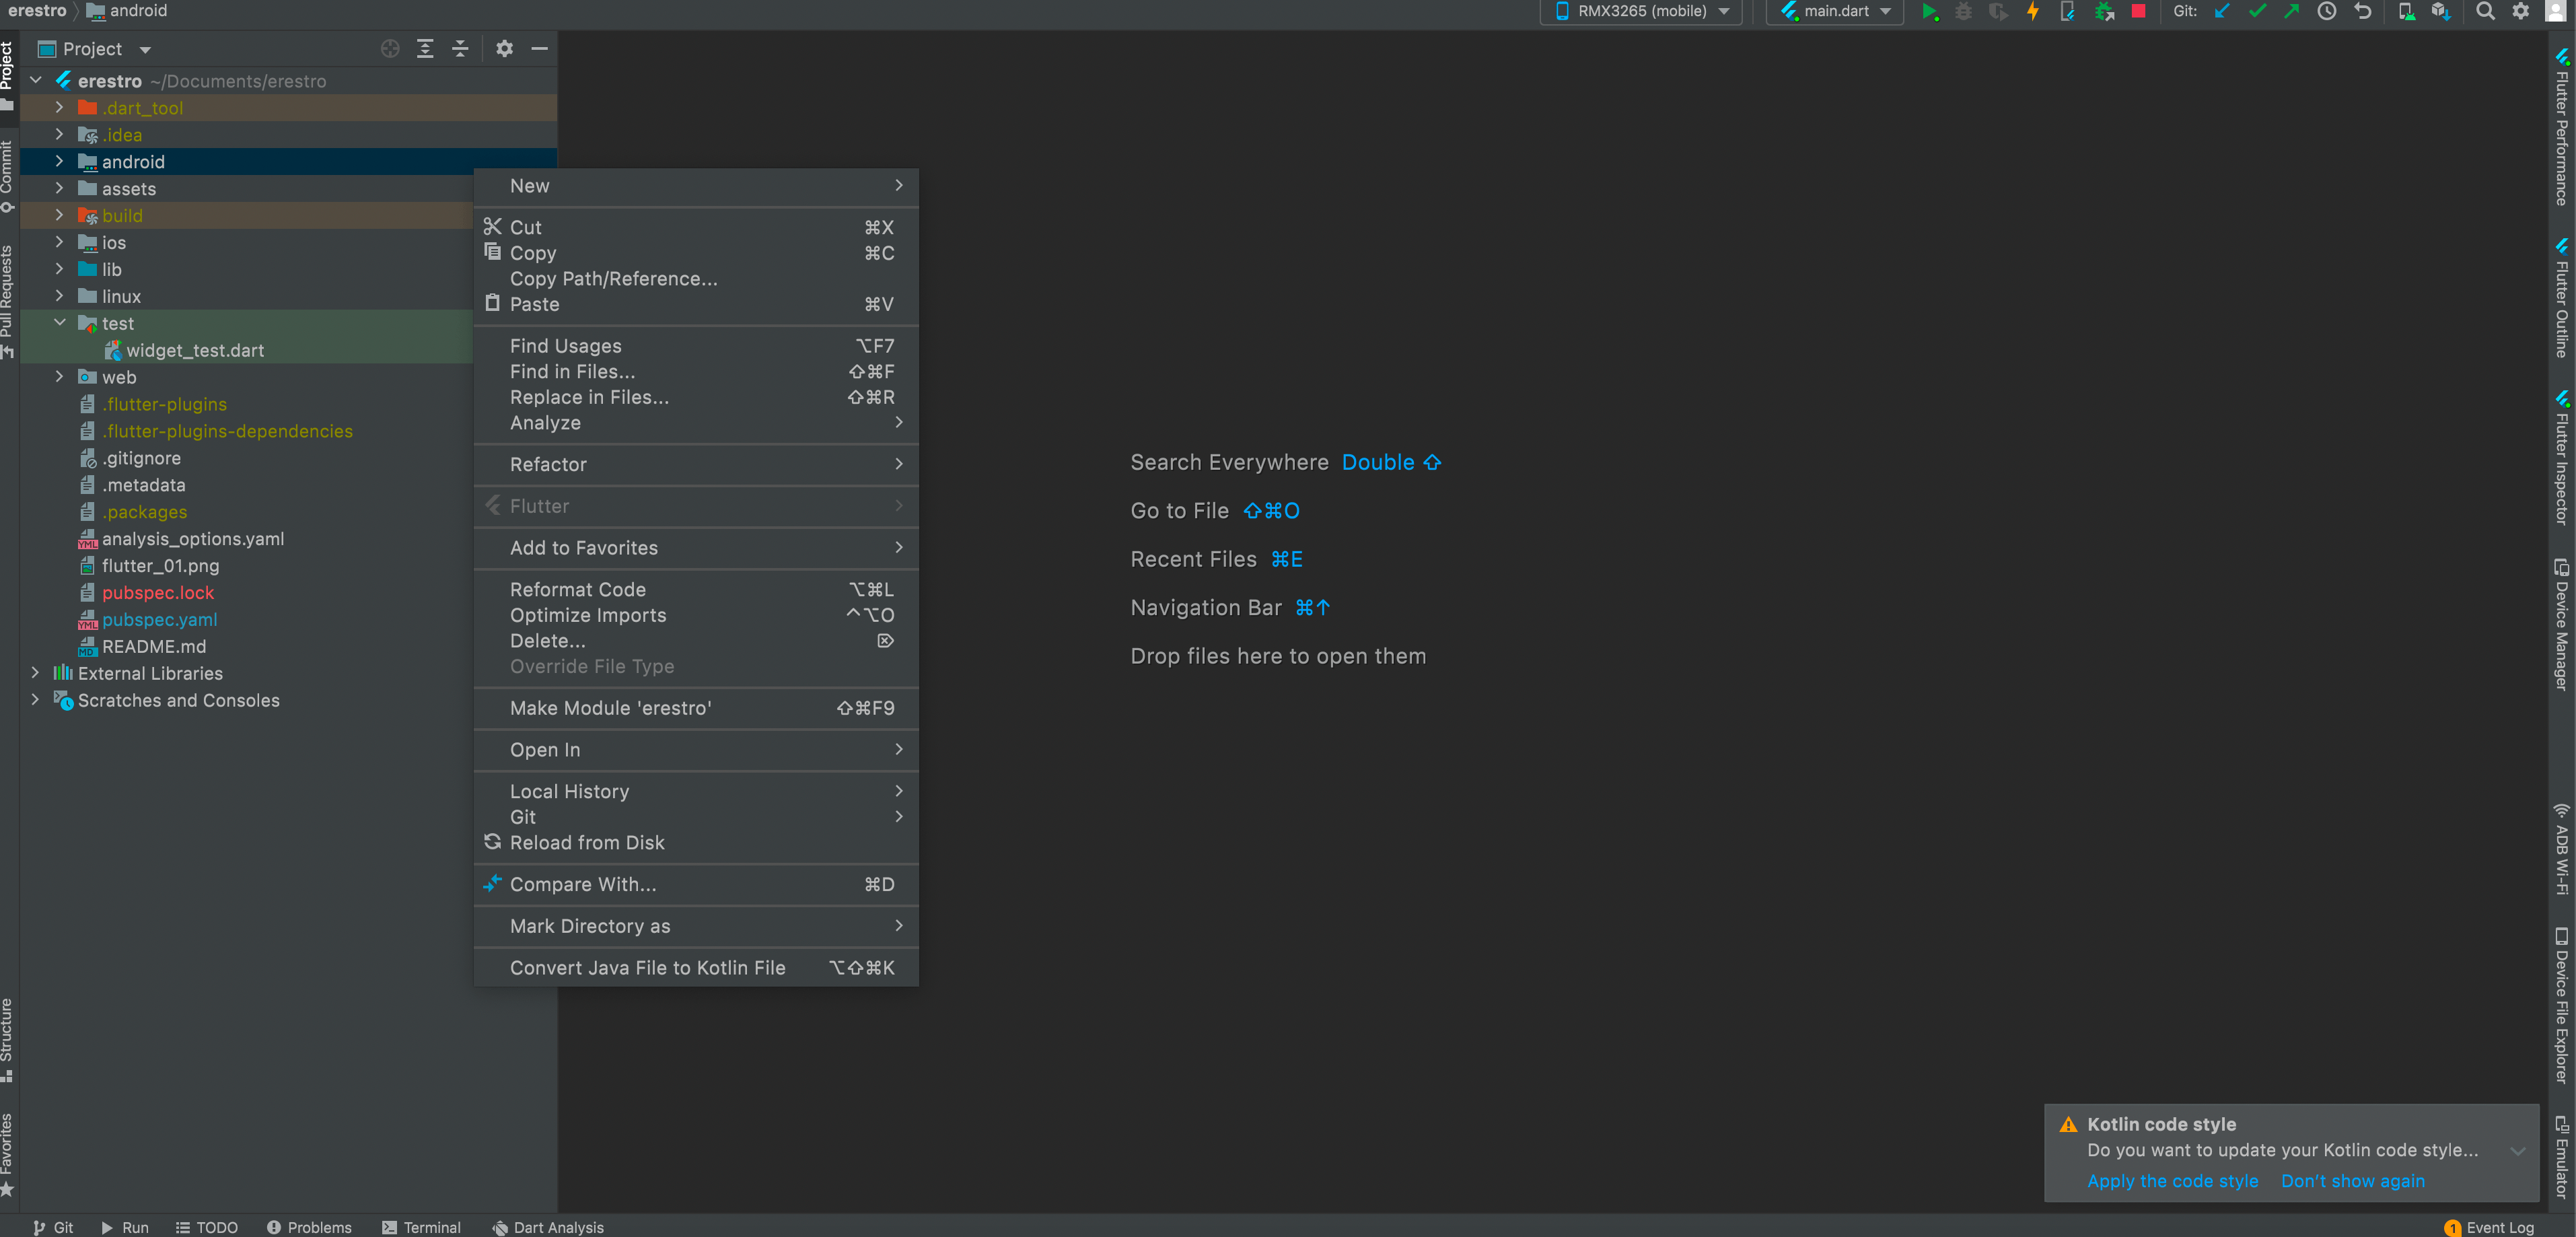 erestro
android
RMX3265 (mobile)
main.dart
Git:
Project
Commit
Pull Requests
Structure
Favorites
Project
erestro ~/Documents/erestro
.dart_tool
.idea
android
assets
build
ios
lib
linux
test
widget_test.dart
web
.flutter-plugins
.flutter-plugins-dependencies
.gitignore
.metadata
.packages
analysis_options.yaml
flutter_01.png
pubspec.lock
pubspec.yaml
README.md
External Libraries
Scratches and Consoles
New
Cut ⌘X
Copy ⌘C
Copy Path/Reference...
Paste ⌘V
Find Usages ⌥F7
Find in Files... ⇧⌘F
Replace in Files... ⇧⌘R
Analyze
Refactor
Flutter
Add to Favorites
Reformat Code ⌥⌘L
Optimize Imports ^⌥O
Delete... ⌦
Override File Type
Make Module 'erestro' ⇧⌘F9
Open In
Local History
Git
Reload from Disk
Compare With... ⌘D
Mark Directory as
Convert Java File to Kotlin File ⌥⇧⌘K
Search Everywhere Double ⇧
Go to File ⇧⌘O
Recent Files ⌘E
Navigation Bar ⌘↑
Drop files here to open them
Flutter Performance
Flutter Outline
Flutter Inspector
Device Manager
ADB Wi-Fi
Device File Explorer
Emulator
Kotlin code style
Do you want to update your Kotlin code style...
Apply the code style Don't show again
Git
Run
TODO
Problems
Terminal
Dart Analysis
1 Event Log